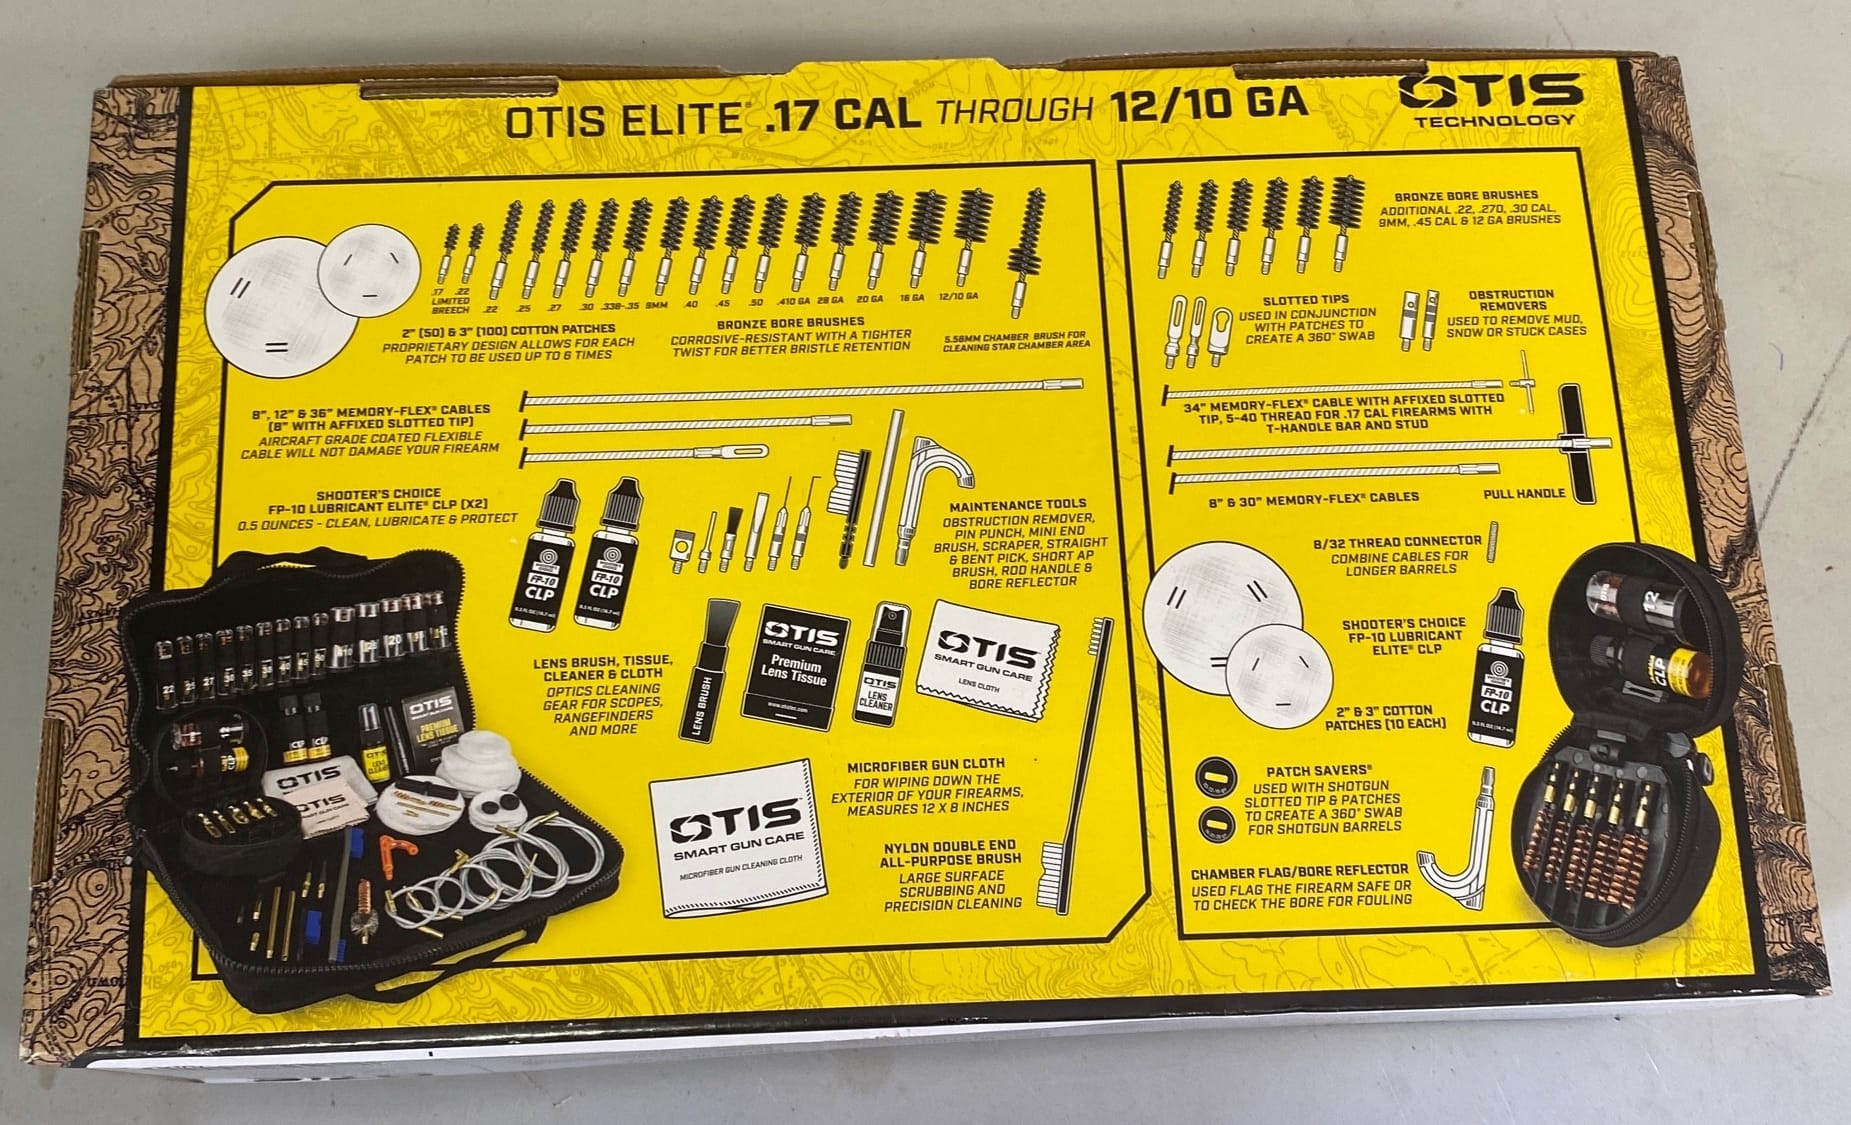 OTIS ELITE® .17 CAL THROUGH 12/10 GA
OTIS
TECHNOLOGY
.17 .22
LIMITED
BREECH
.22 .25 .27 .30 .338-.35 9MM .40 .45 .50 .410 GA 28 GA 20 GA 16 GA 12/10 GA
2" (50) & 3" (100) COTTON PATCHES
PROPRIETARY DESIGN ALLOWS FOR EACH
PATCH TO BE USED UP TO 6 TIMES
BRONZE BORE BRUSHES
CORROSIVE-RESISTANT WITH A TIGHTER
TWIST FOR BETTER BRISTLE RETENTION
5.56MM CHAMBER BRUSH FOR
CLEANING STAR CHAMBER AREA
8", 12" & 36" MEMORY-FLEX® CABLES
(8" WITH AFFIXED SLOTTED TIP)
AIRCRAFT GRADE COATED FLEXIBLE
CABLE WILL NOT DAMAGE YOUR FIREARM
SHOOTER'S CHOICE
FP-10 LUBRICANT ELITE® CLP (X2)
0.5 OUNCES - CLEAN, LUBRICATE & PROTECT
FP-10
CLP
FP-10
CLP
MAINTENANCE TOOLS
OBSTRUCTION REMOVER,
PIN PUNCH, MINI END
BRUSH, SCRAPER, STRAIGHT
& BENT PICK, SHORT AP
BRUSH, ROD HANDLE &
BORE REFLECTOR
LENS BRUSH, TISSUE,
CLEANER & CLOTH
OPTICS CLEANING
GEAR FOR SCOPES,
RANGEFINDERS
AND MORE
LENS BRUSH
OTIS
SMART GUN CARE
Premium
Lens Tissue
www.otistec.com
OTIS
LENS
CLEANER
OTIS
SMART GUN CARE
LENS CLOTH
OTIS
SMART GUN CARE
MICROFIBER GUN CLEANING CLOTH
MICROFIBER GUN CLOTH
FOR WIPING DOWN THE
EXTERIOR OF YOUR FIREARMS,
MEASURES 12 X 8 INCHES
NYLON DOUBLE END
ALL-PURPOSE BRUSH
LARGE SURFACE
SCRUBBING AND
PRECISION CLEANING
22 25 27 30 35 38 40 45
20
OTIS
PREMIUM
LENS TISSUE
CLP
OTIS
OTIS
BRONZE BORE BRUSHES
ADDITIONAL .22, .270, .30 CAL,
9MM, .45 CAL & 12 GA BRUSHES
SLOTTED TIPS
USED IN CONJUNCTION
WITH PATCHES TO
CREATE A 360° SWAB
OBSTRUCTION
REMOVERS
USED TO REMOVE MUD,
SNOW OR STUCK CASES
34" MEMORY-FLEX® CABLE WITH AFFIXED SLOTTED
TIP, 5-40 THREAD FOR .17 CAL FIREARMS WITH
T-HANDLE BAR AND STUD
8" & 30" MEMORY-FLEX® CABLES
PULL HANDLE
8/32 THREAD CONNECTOR
COMBINE CABLES FOR
LONGER BARRELS
SHOOTER'S CHOICE
FP-10 LUBRICANT
ELITE® CLP
FP-10
CLP
2" & 3" COTTON
PATCHES (10 EACH)
PATCH SAVERS®
USED WITH SHOTGUN
SLOTTED TIP & PATCHES
TO CREATE A 360° SWAB
FOR SHOTGUN BARRELS
CHAMBER FLAG/BORE REFLECTOR
USED FLAG THE FIREARM SAFE OR
TO CHECK THE BORE FOR FOULING
12
CLP